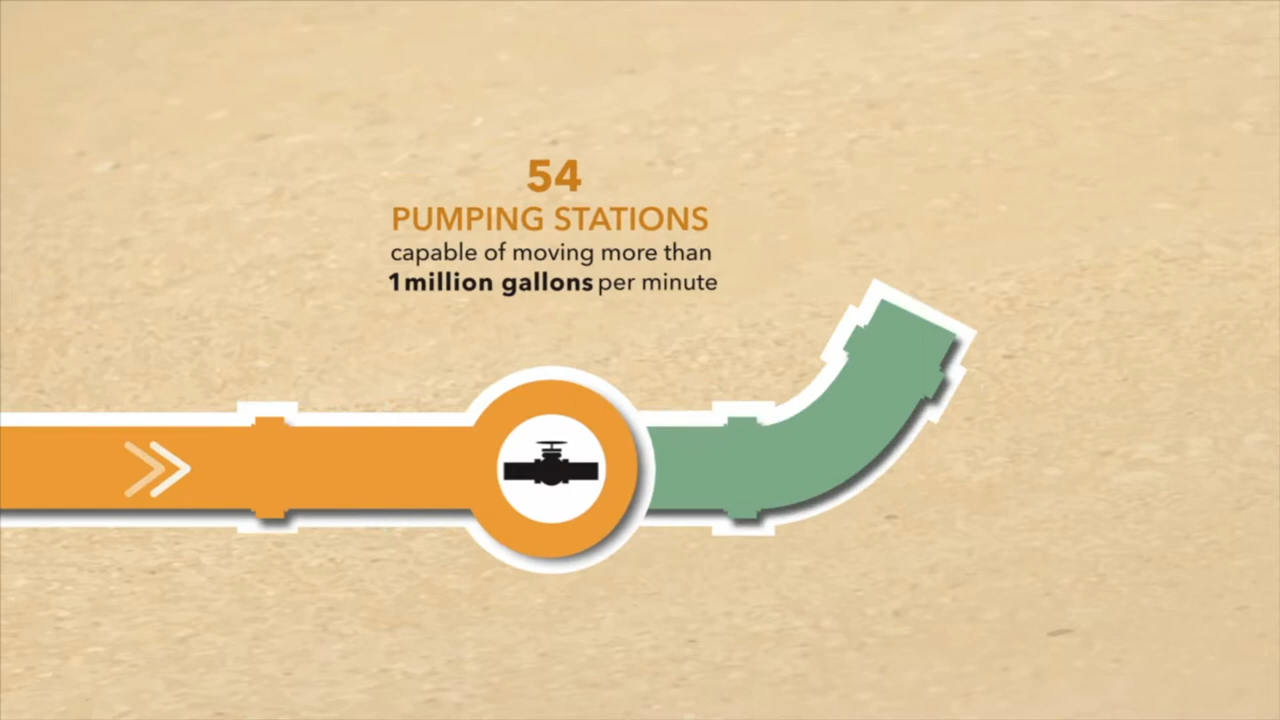 54
PUMPING STATIONS
capable of moving more than
1 million gallons per minute